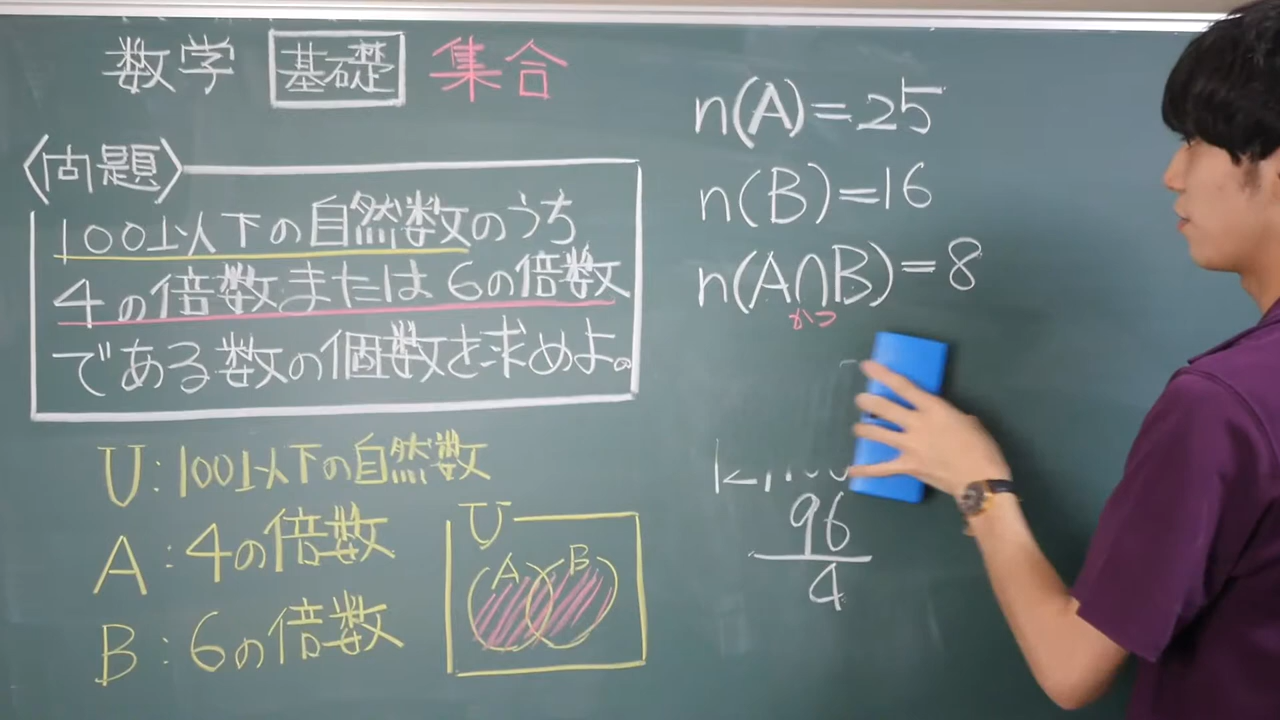 数学 基礎 集合
〈問題〉
100以下の自然数のうち
4の倍数または6の倍数
である数の個数を求めよ。
U:100以下の自然数
A:4の倍数
B:6の倍数
U
A B
n(A)=25
n(B)=16
n(A∩B)=8
かつ
96
4